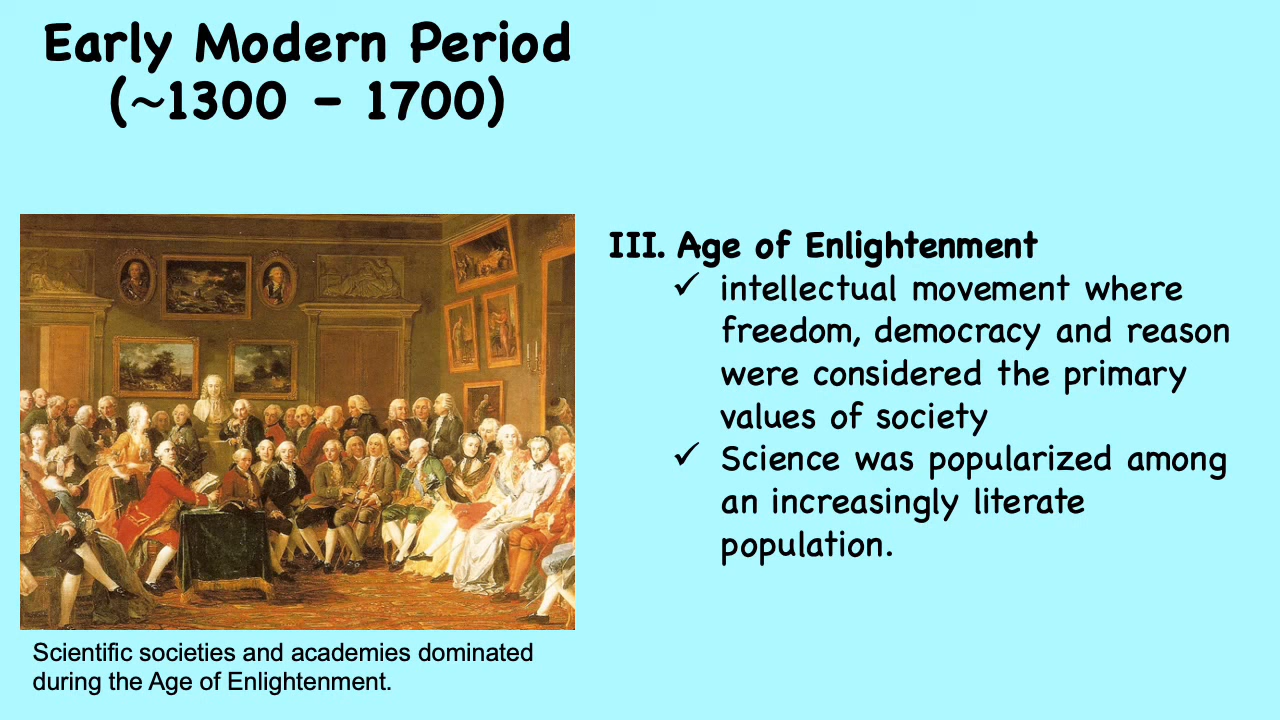 Early Modern Period
(~1300 – 1700)
III. Age of Enlightenment
✓ intellectual movement where
freedom, democracy and reason
were considered the primary
values of society
✓ Science was popularized among
an increasingly literate
population.
Scientific societies and academies dominated
during the Age of Enlightenment.